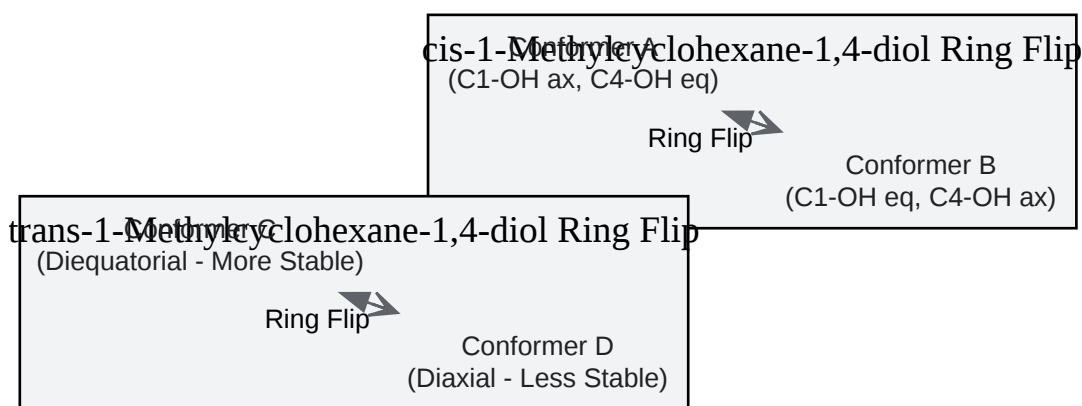 cis-1-Methylcyclohexane-1,4-diol Ring Flip
Conformer A
(C1-OH ax, C4-OH eq)
Ring Flip
Conformer B
(C1-OH eq, C4-OH ax)
trans-1-Methylcyclohexane-1,4-diol Ring Flip
Conformer C
(Diequatorial - More Stable)
Ring Flip
Conformer D
(Diaxial - Less Stable)